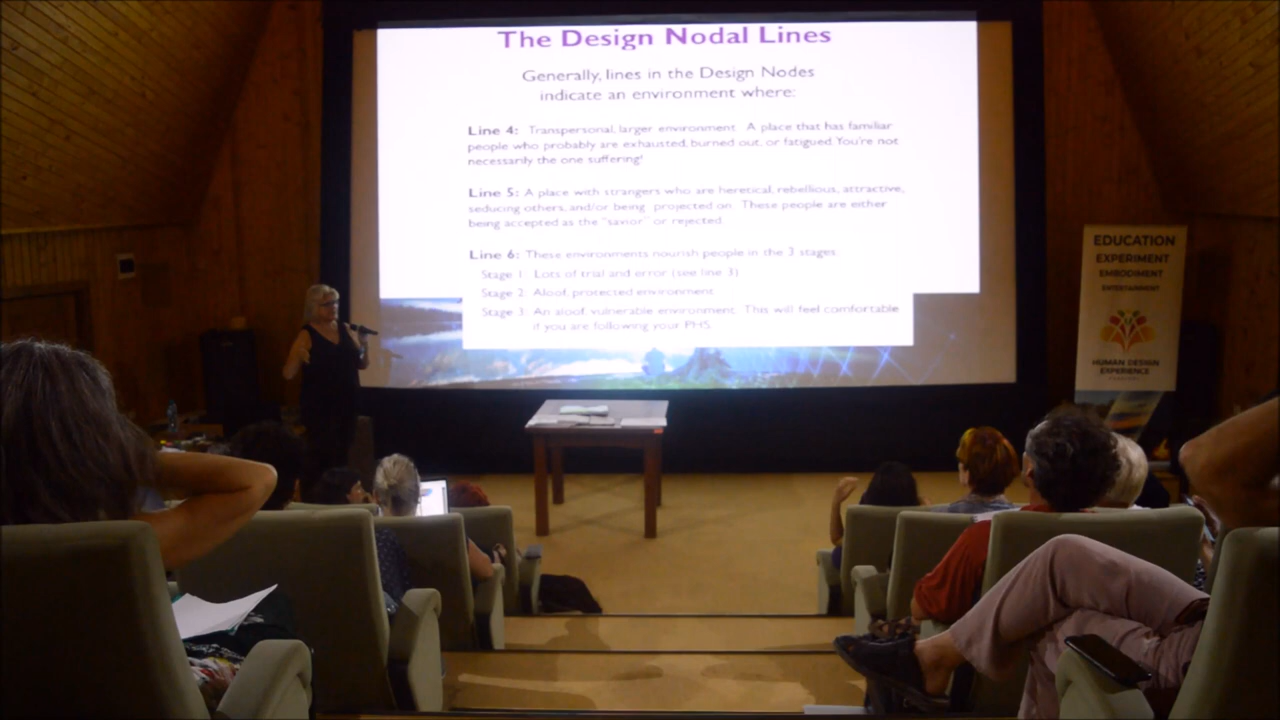 The Design Nodal Lines
Generally, lines in the Design Nodes
indicate an environment where:
Line 4: Transpersonal, larger environment. A place that has familiar
people who probably are exhausted, burned out, or fatigued. You're not
necessarily the one suffering!
Line 5: A place with strangers who are heretical, rebellious, attractive,
seducing others, and/or being projected on. These people are either
being accepted as the "savior" or rejected.
Line 6: These environments nourish people in the 3 stages.
Stage 1: Lots of trial and error (see line 3)
Stage 2: Aloof, protected environment
Stage 3: An aloof, vulnerable environment. This will feel comfortable
if you are following your PHS.
EDUCATION
EXPERIMENT
EMBODIMENT
ENTERTAINMENT
HUMAN DESIGN
EXPERIENCE